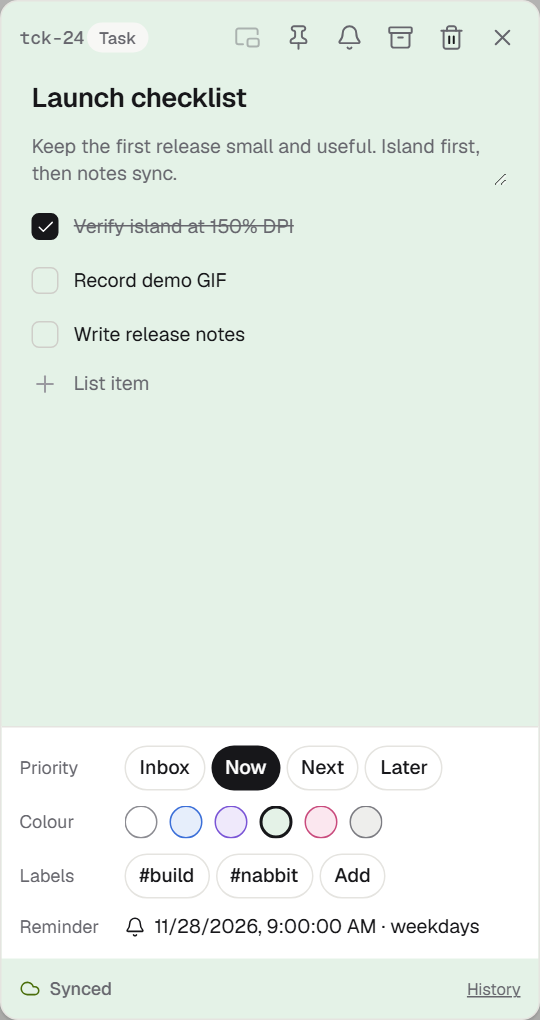 tck-24 Task
Launch checklist
Keep the first release small and useful. Island first,
then notes sync.
Verify island at 150% DPI
Record demo GIF
Write release notes
List item
Priority Inbox Now Next Later
Colour
Labels #build #nabbit Add
Reminder 11/28/2026, 9:00:00 AM · weekdays
Synced History